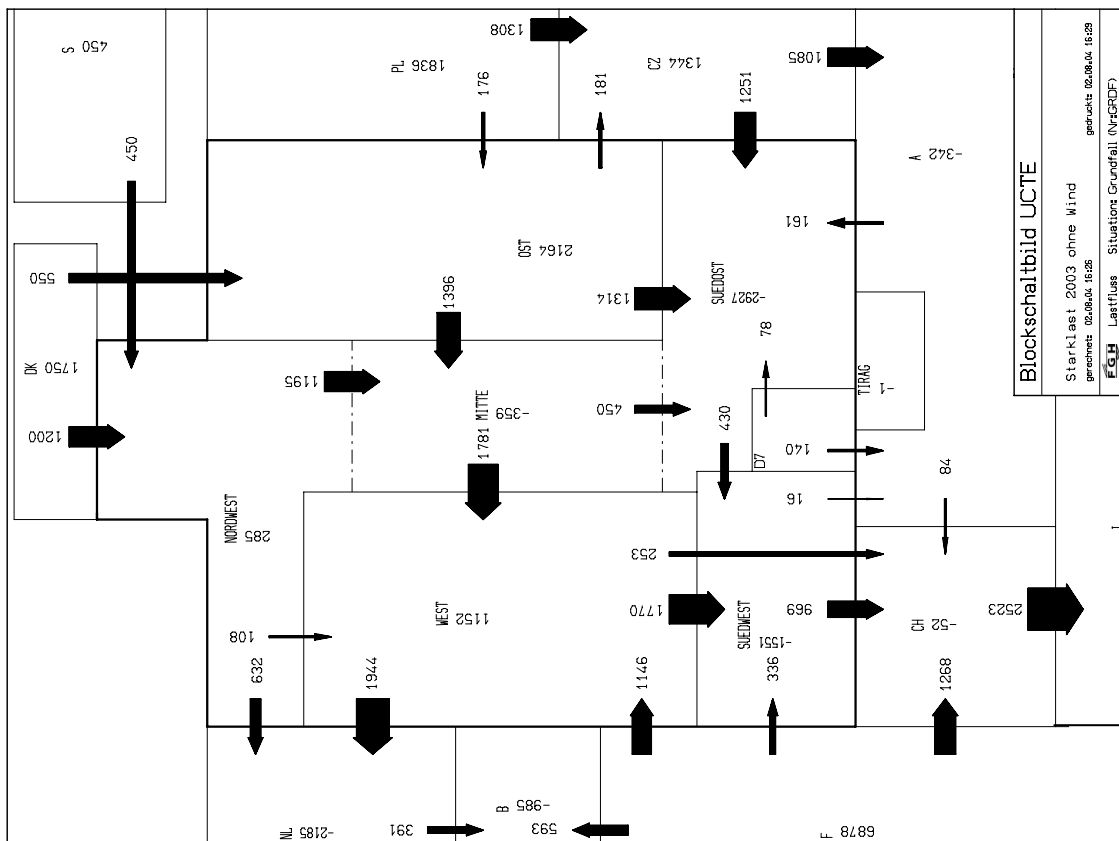 S
450
PL
1836
176
1308
CZ
1344
181
1251
1085
450
A
-342
550
OST
2164
161
DK
1750
1396
1314
SUEDOST
-2927
78
1195
MITTE
-359
450
TIRAG
-1
1200
1781
430
D7
140
84
16
NORDWEST
285
253
WEST
1152
1770
SUEDWEST
-1551
969
CH
-52
2523
108
632
1944
1146
336
1268
NL
-2185
391
B
-985
593
F
6878
I
Blockschaltbild UCTE
Starklast 2003 ohne Wind
gerechnet: 02.08.04 16:26 gedruckt: 02.08.04 16:29
FGH Lastfluss Situation: Grundfall (Nr:GRDF)